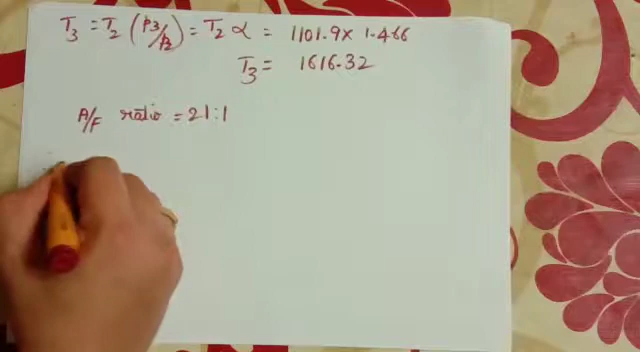 T3 = T2 (P3/P2) = T2 α = 1101.9 x 1.466
T3 = 1616.32
A/F ratio = 21:1